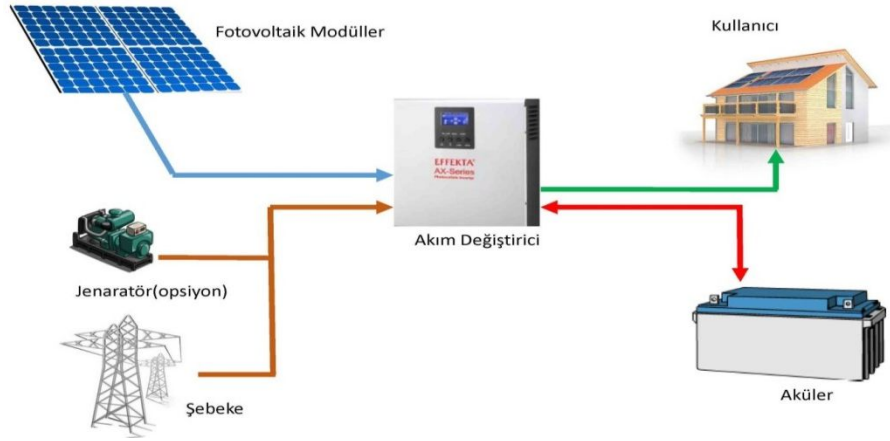 Fotovoltaik Modüller
Kullanıcı
EFFEKTA
AX-Series
Akım Değiştirici
Jenaratör(opsiyon)
Şebeke
Aküler